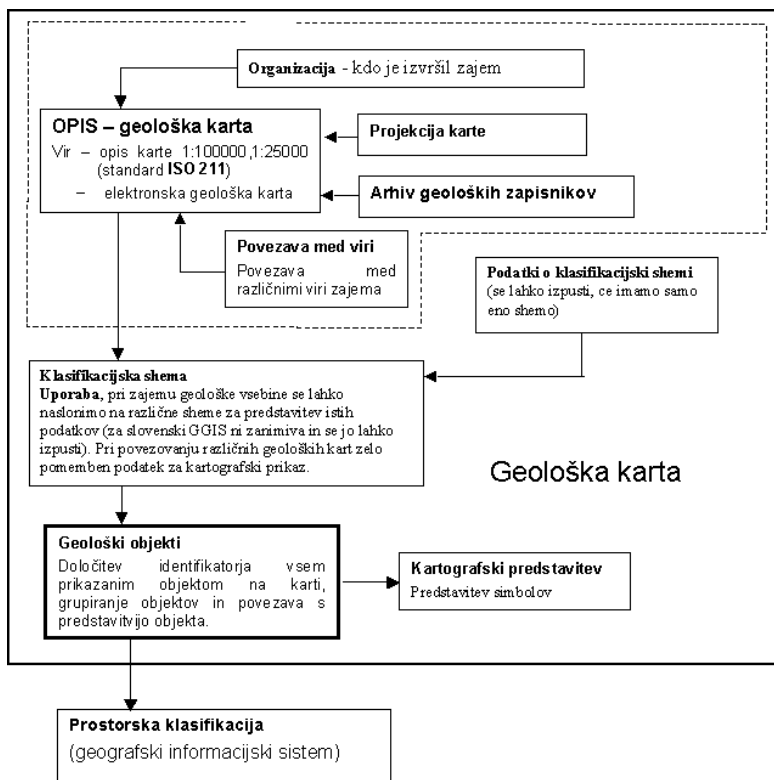 Organizacija - kdo je izvršil zajem
OPIS – geološka karta
Vir – opis karte 1:100000,1:25000
(standard ISO 211)
– elektronska geološka karta
Projekcija karte
Arhiv geoloških zapisnikov
Povezava med viri
Povezava med
različnimi viri zajema
Podatki o klasifikacijski shemi
(se lahko izpusti, ce imamo samo
eno shemo)
Klasifikacijska shema
Uporaba, pri zajemu geološke vsebine se lahko
naslonimo na različne sheme za predstavitev istih
podatkov (za slovenski GGIS ni zanimiva in se jo lahko
izpusti). Pri povezovanju različnih geoloških kart zelo
pomemben podatek za kartografski prikaz.
Geološka karta
Geološki objekti
Določitev identifikatorja vsem
prikazanim objektom na karti,
grupiranje objektov in povezava s
predstavitvijo objekta.
Kartografski predstavitev
Predstavitev simbolov
Prostorska klasifikacija
(geografski informacijski sistem)